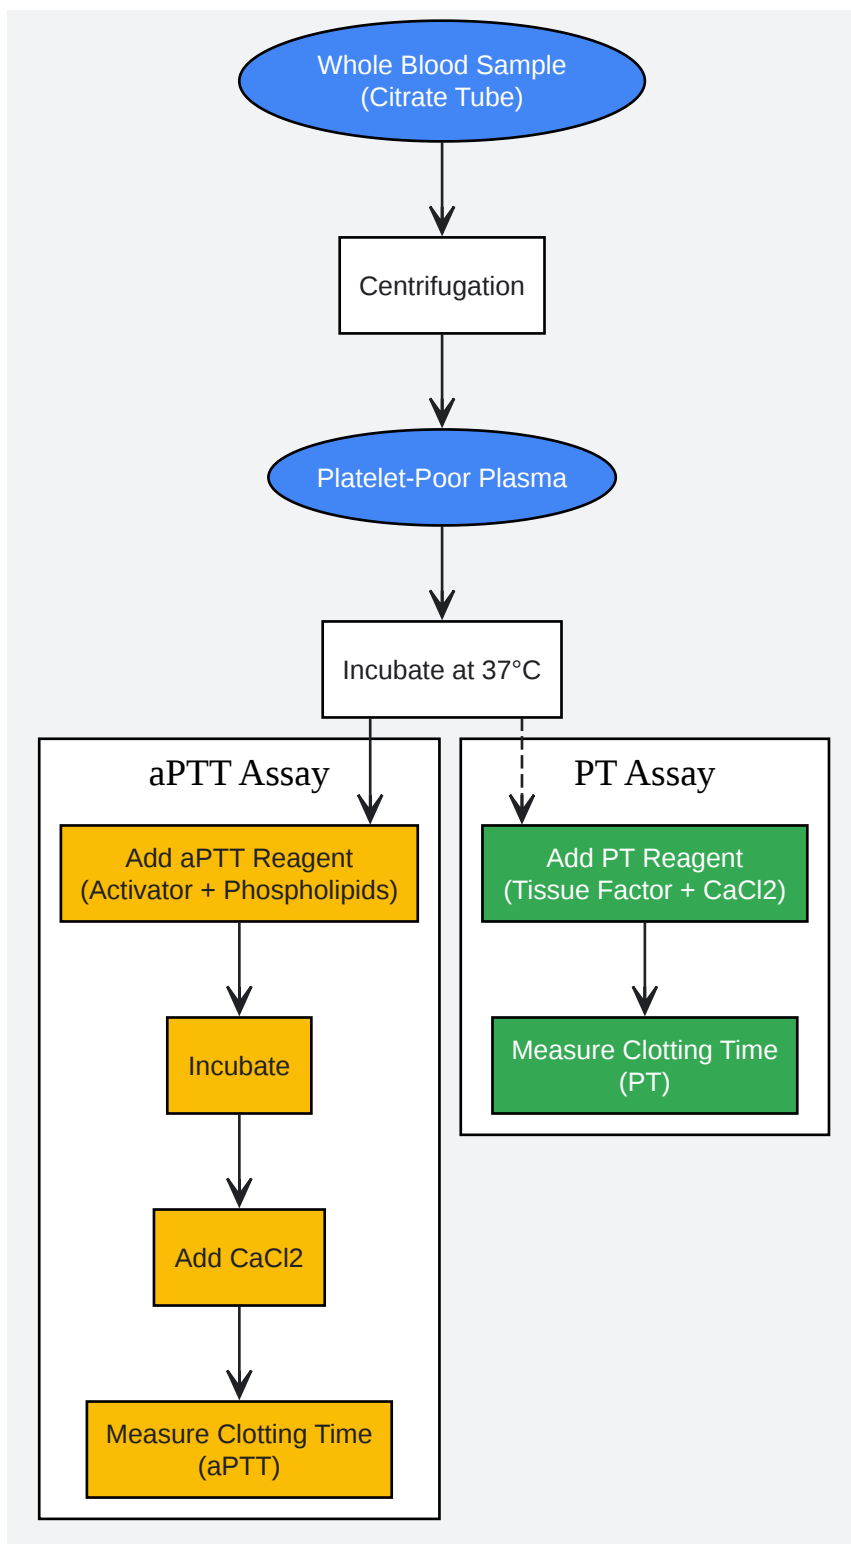 Whole Blood Sample
(Citrate Tube)
Centrifugation
Platelet-Poor Plasma
Incubate at 37°C
aPTT Assay
Add aPTT Reagent
(Activator + Phospholipids)
Incubate
Add CaCl2
Measure Clotting Time
(aPTT)
PT Assay
Add PT Reagent
(Tissue Factor + CaCl2)
Measure Clotting Time
(PT)